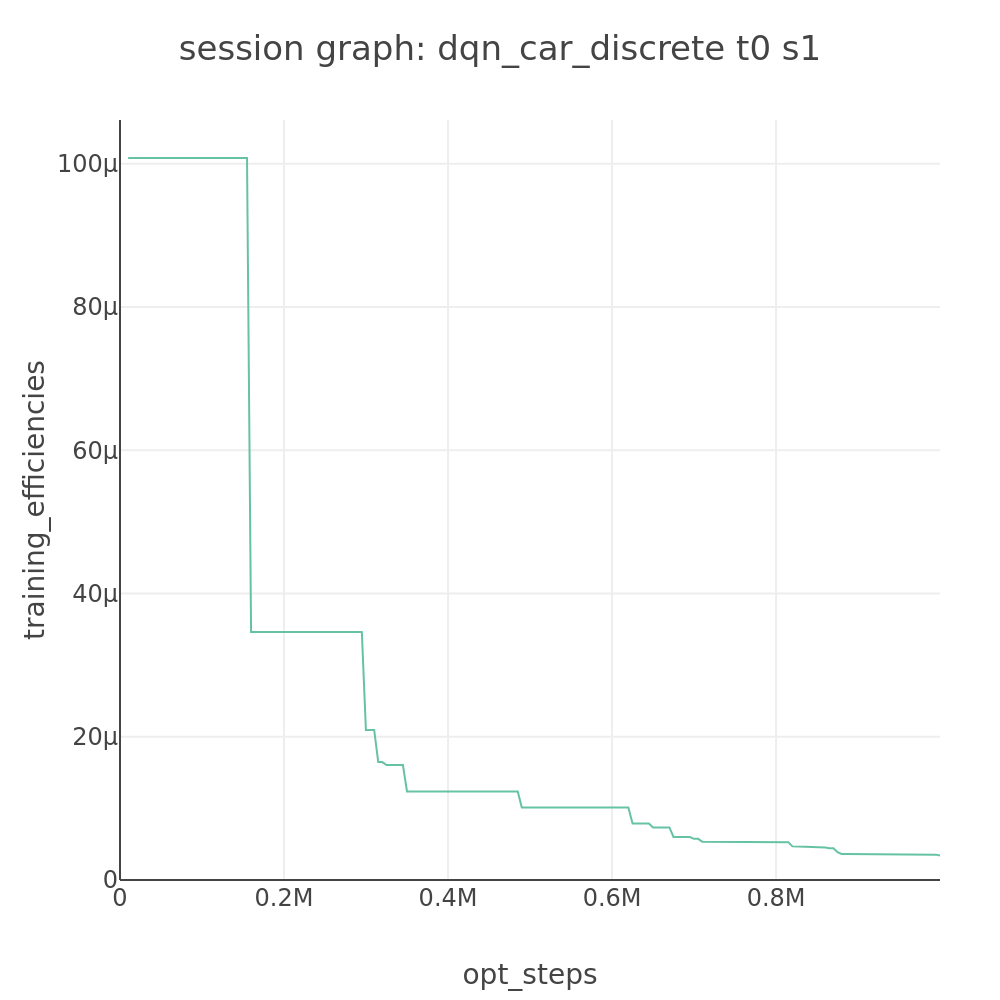 session graph: dqn_car_discrete t0 s1
training_efficiencies
100μ
80μ
60μ
40μ
20μ
0
0
0.2M
0.4M
0.6M
0.8M
opt_steps